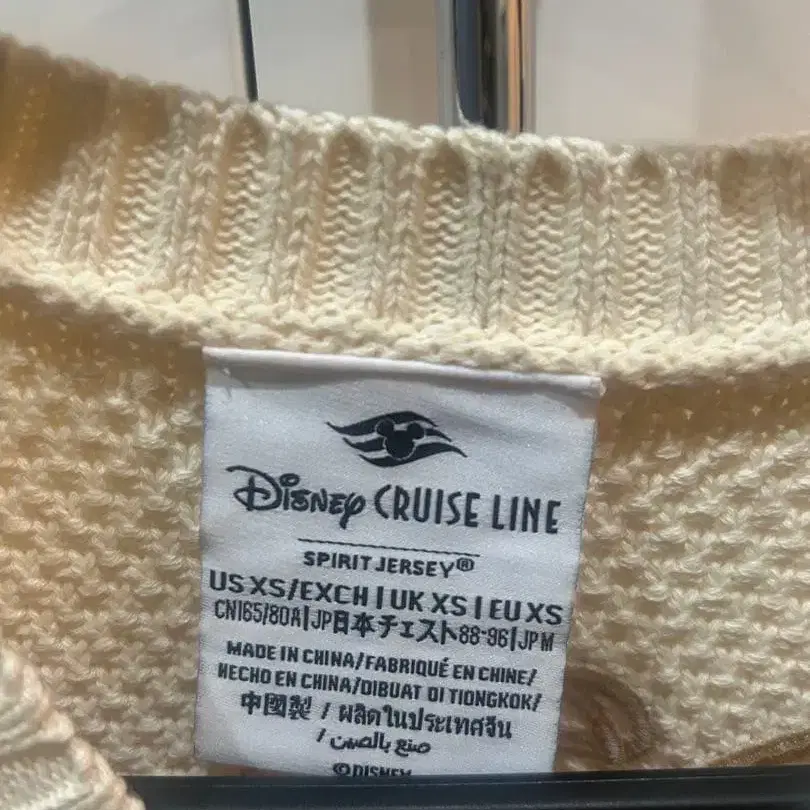 Disney CRUISE LINE
SPIRIT JERSEY®
US XS/EXCH | UK XS | EU XS
CN165/80A|JP日本チェスト88-96|JP M
MADE IN CHINA/FABRIQUÉ EN CHINE/
HECHO EN CHINA/DIBUAT DI TIONGKOK/
中國製 / ผลิตในประเทศจีน
صنع بالصين /
©DISNEY